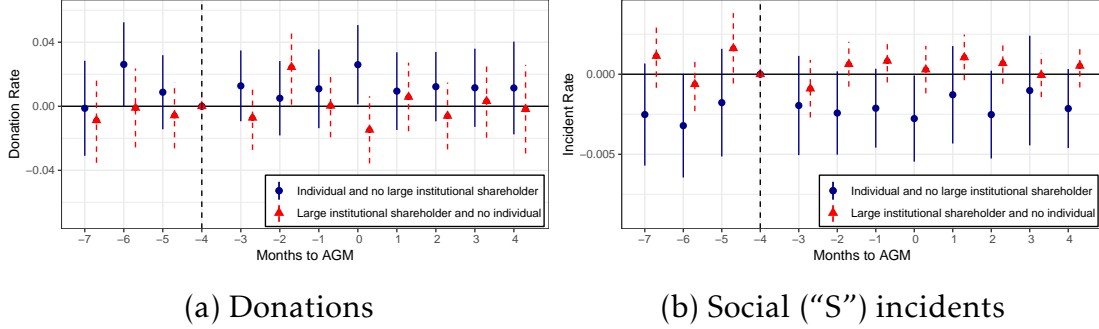 Donation Rate
0.04
0.00
−0.04
Individual and no large institutional shareholder
Large institutional shareholder and no individual
−7 −6 −5 −4 −3 −2 −1 0 1 2 3 4
Months to AGM
(a) Donations
Incident Rate
0.000
−0.005
Individual and no large institutional shareholder
Large institutional shareholder and no individual
−7 −6 −5 −4 −3 −2 −1 0 1 2 3 4
Months to AGM
(b) Social (“S”) incidents